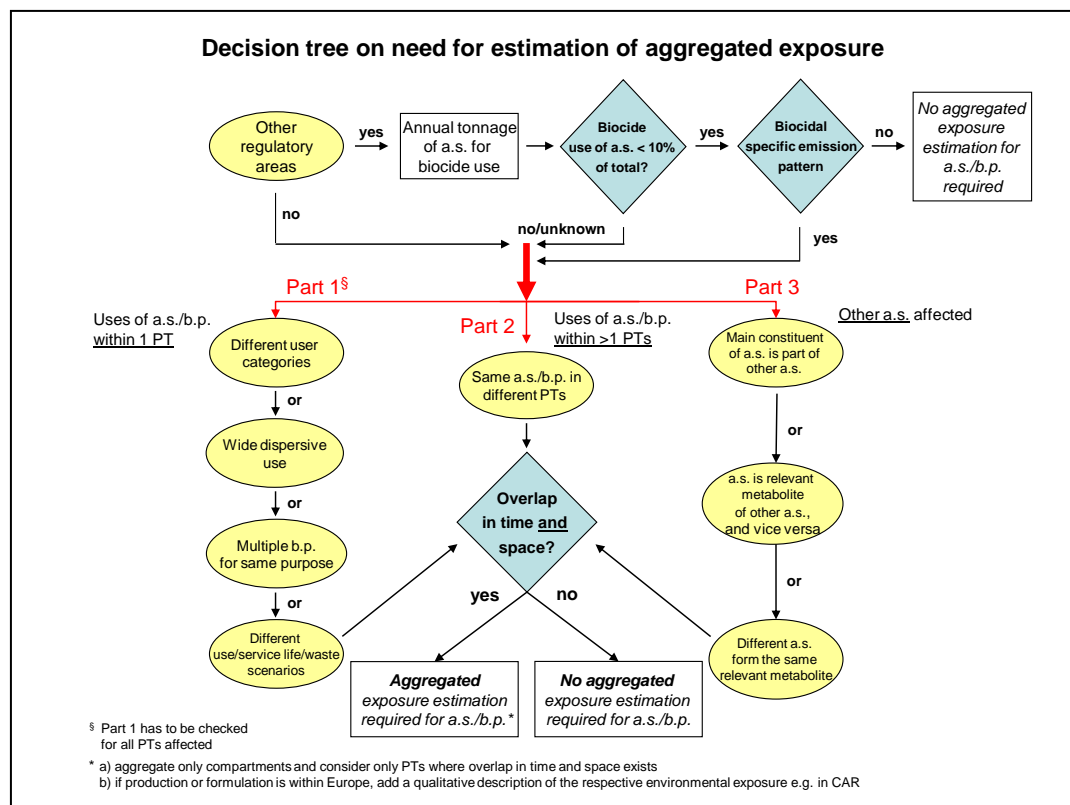 Decision tree on need for estimation of aggregated exposure
Other
regulatory
areas
yes
Annual tonnage
of a.s. for
biocide use
Biocide
use of a.s. < 10%
of total?
yes
Biocidal
specific emission
pattern
no
No aggregated
exposure
estimation for
a.s./b.p.
required
no
no/unknown
yes
Part 1§
Part 2
Part 3
Uses of a.s./b.p.
within 1 PT
Uses of a.s./b.p.
within >1 PTs
Other a.s. affected
Different user
categories
or
Wide dispersive
use
or
Multiple b.p.
for same purpose
or
Different
use/service life/waste
scenarios
Same a.s./b.p. in
different PTs
Overlap
in time and
space?
yes
no
Main constituent
of a.s. is part of
other a.s.
or
a.s. is relevant
metabolite
of other a.s.,
and vice versa
or
Different a.s.
form the same
relevant metabolite
Aggregated
exposure estimation
required for a.s./b.p.*
No aggregated
exposure estimation
required for a.s./b.p.
§ Part 1 has to be checked
for all PTs affected
* a) aggregate only compartments and consider only PTs where overlap in time and space exists
b) if production or formulation is within Europe, add a qualitative description of the respective environmental exposure e.g. in CAR